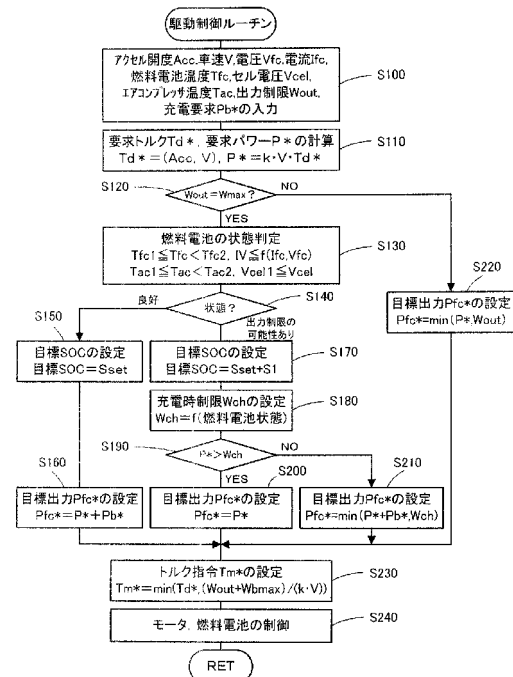 駆動制御ルーチン
アクセル開度Acc,車速V,電圧Vfc,電流Ifc,
燃料電池温度Tfc,セル電圧Vcel,
エアコンプレッサ温度Tac,出力制限Wout,
充電要求Pb*の入力
S100
要求トルクTd*、要求パワーP*の計算
Td*=(Acc, V), P*=k・V・Td*
S110
S120
Wout=Wmax?
NO
YES
燃料電池の状態判定
Tfc1≦Tfc<Tfc2, IV≦f(Ifc,Vfc)
Tac1≦Tac<Tac2, Vcel1≦Vcel
S130
S220
目標出力Pfc*の設定
Pfc*=min(P*,Wout)
S140
良好
状態?
出力制限の
可能性あり
S150
目標SOCの設定
目標SOC=Sset
目標SOCの設定
目標SOC=Sset+S1
S170
充電時制限Wchの設定
Wch=f(燃料電池状態)
S180
S190
P*>Wch
NO
YES
S160
目標出力Pfc*の設定
Pfc*=P*+Pb*
S200
目標出力Pfc*の設定
Pfc*=P*
S210
目標出力Pfc*の設定
Pfc*=min(P*+Pb*,Wch)
トルク指令Tm*の設定
Tm*=min(Td*,(Wout+Wbmax)/(k・V))
S230
モータ、燃料電池の制御
S240
RET